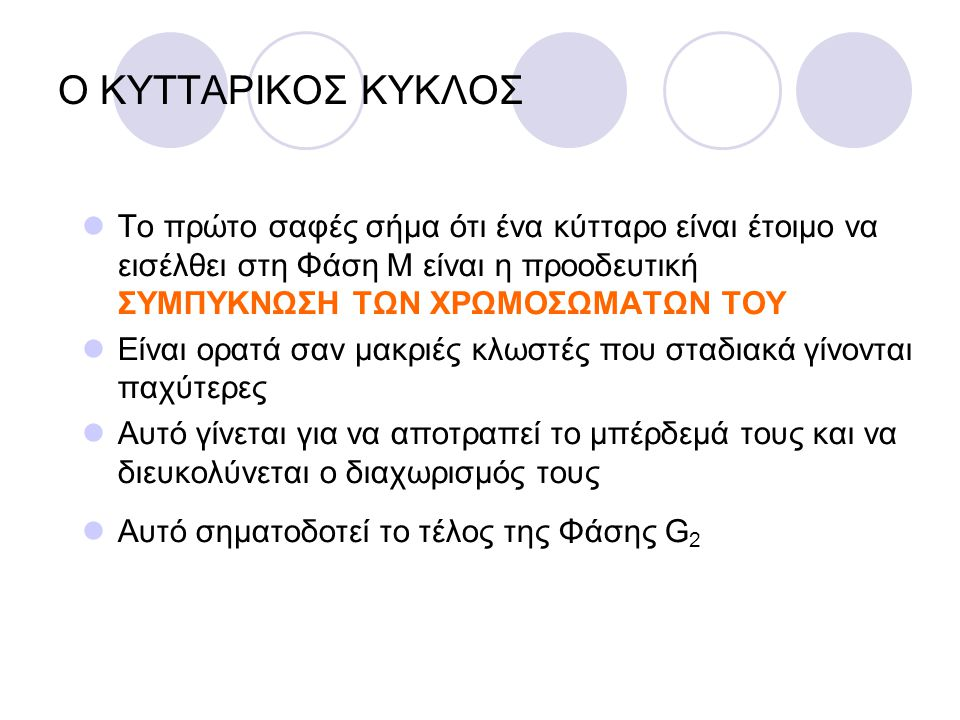 Ο ΚΥΤΤΑΡΙΚΟΣ ΚΥΚΛΟΣ
Το πρώτο σαφές σήμα ότι ένα κύτταρο είναι έτοιμο να
εισέλθει στη Φάση Μ είναι η προοδευτική
ΣΥΜΠΥΚΝΩΣΗ ΤΩΝ ΧΡΩΜΟΣΩΜΑΤΩΝ ΤΟΥ
Είναι ορατά σαν μακριές κλωστές που σταδιακά γίνονται
παχύτερες
Αυτό γίνεται για να αποτραπεί το μπέρδεμά τους και να
διευκολύνεται ο διαχωρισμός τους
Αυτό σηματοδοτεί το τέλος της Φάσης G₂